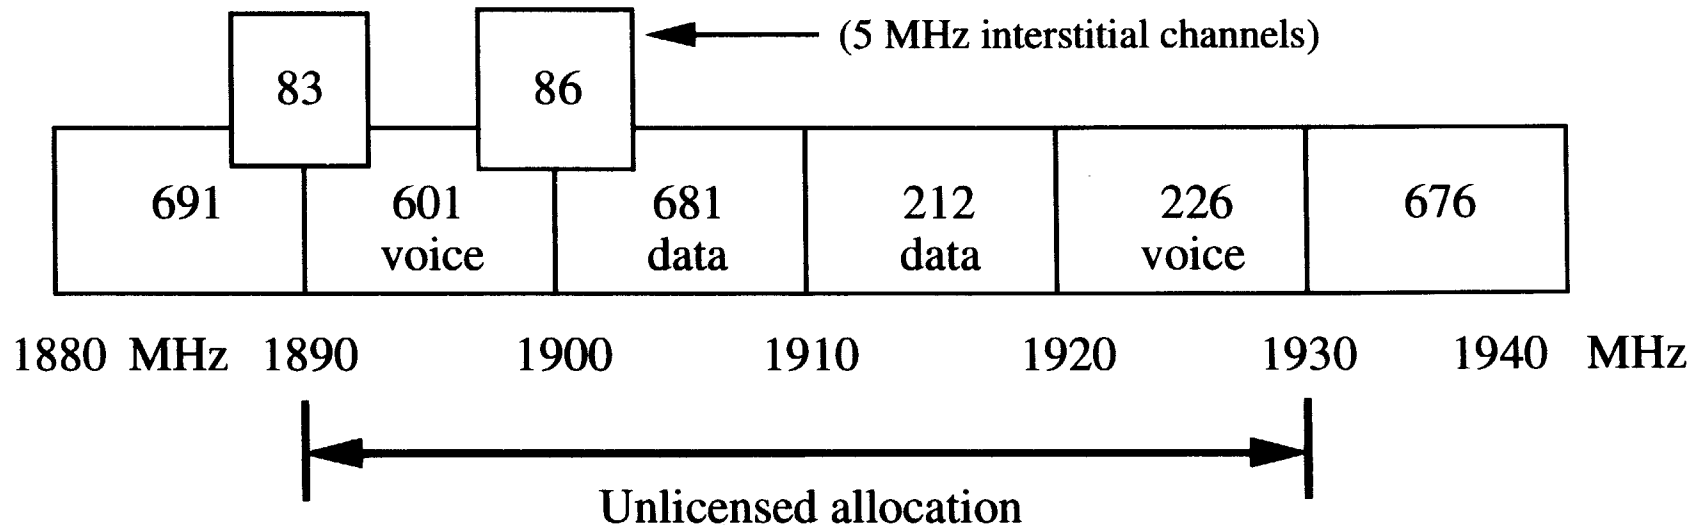 (5 MHz interstitial channels)
83 86
691 601 681 212 226 676
voice data data voice
1880 MHz 1890 1900 1910 1920 1930 1940 MHz
Unlicensed allocation